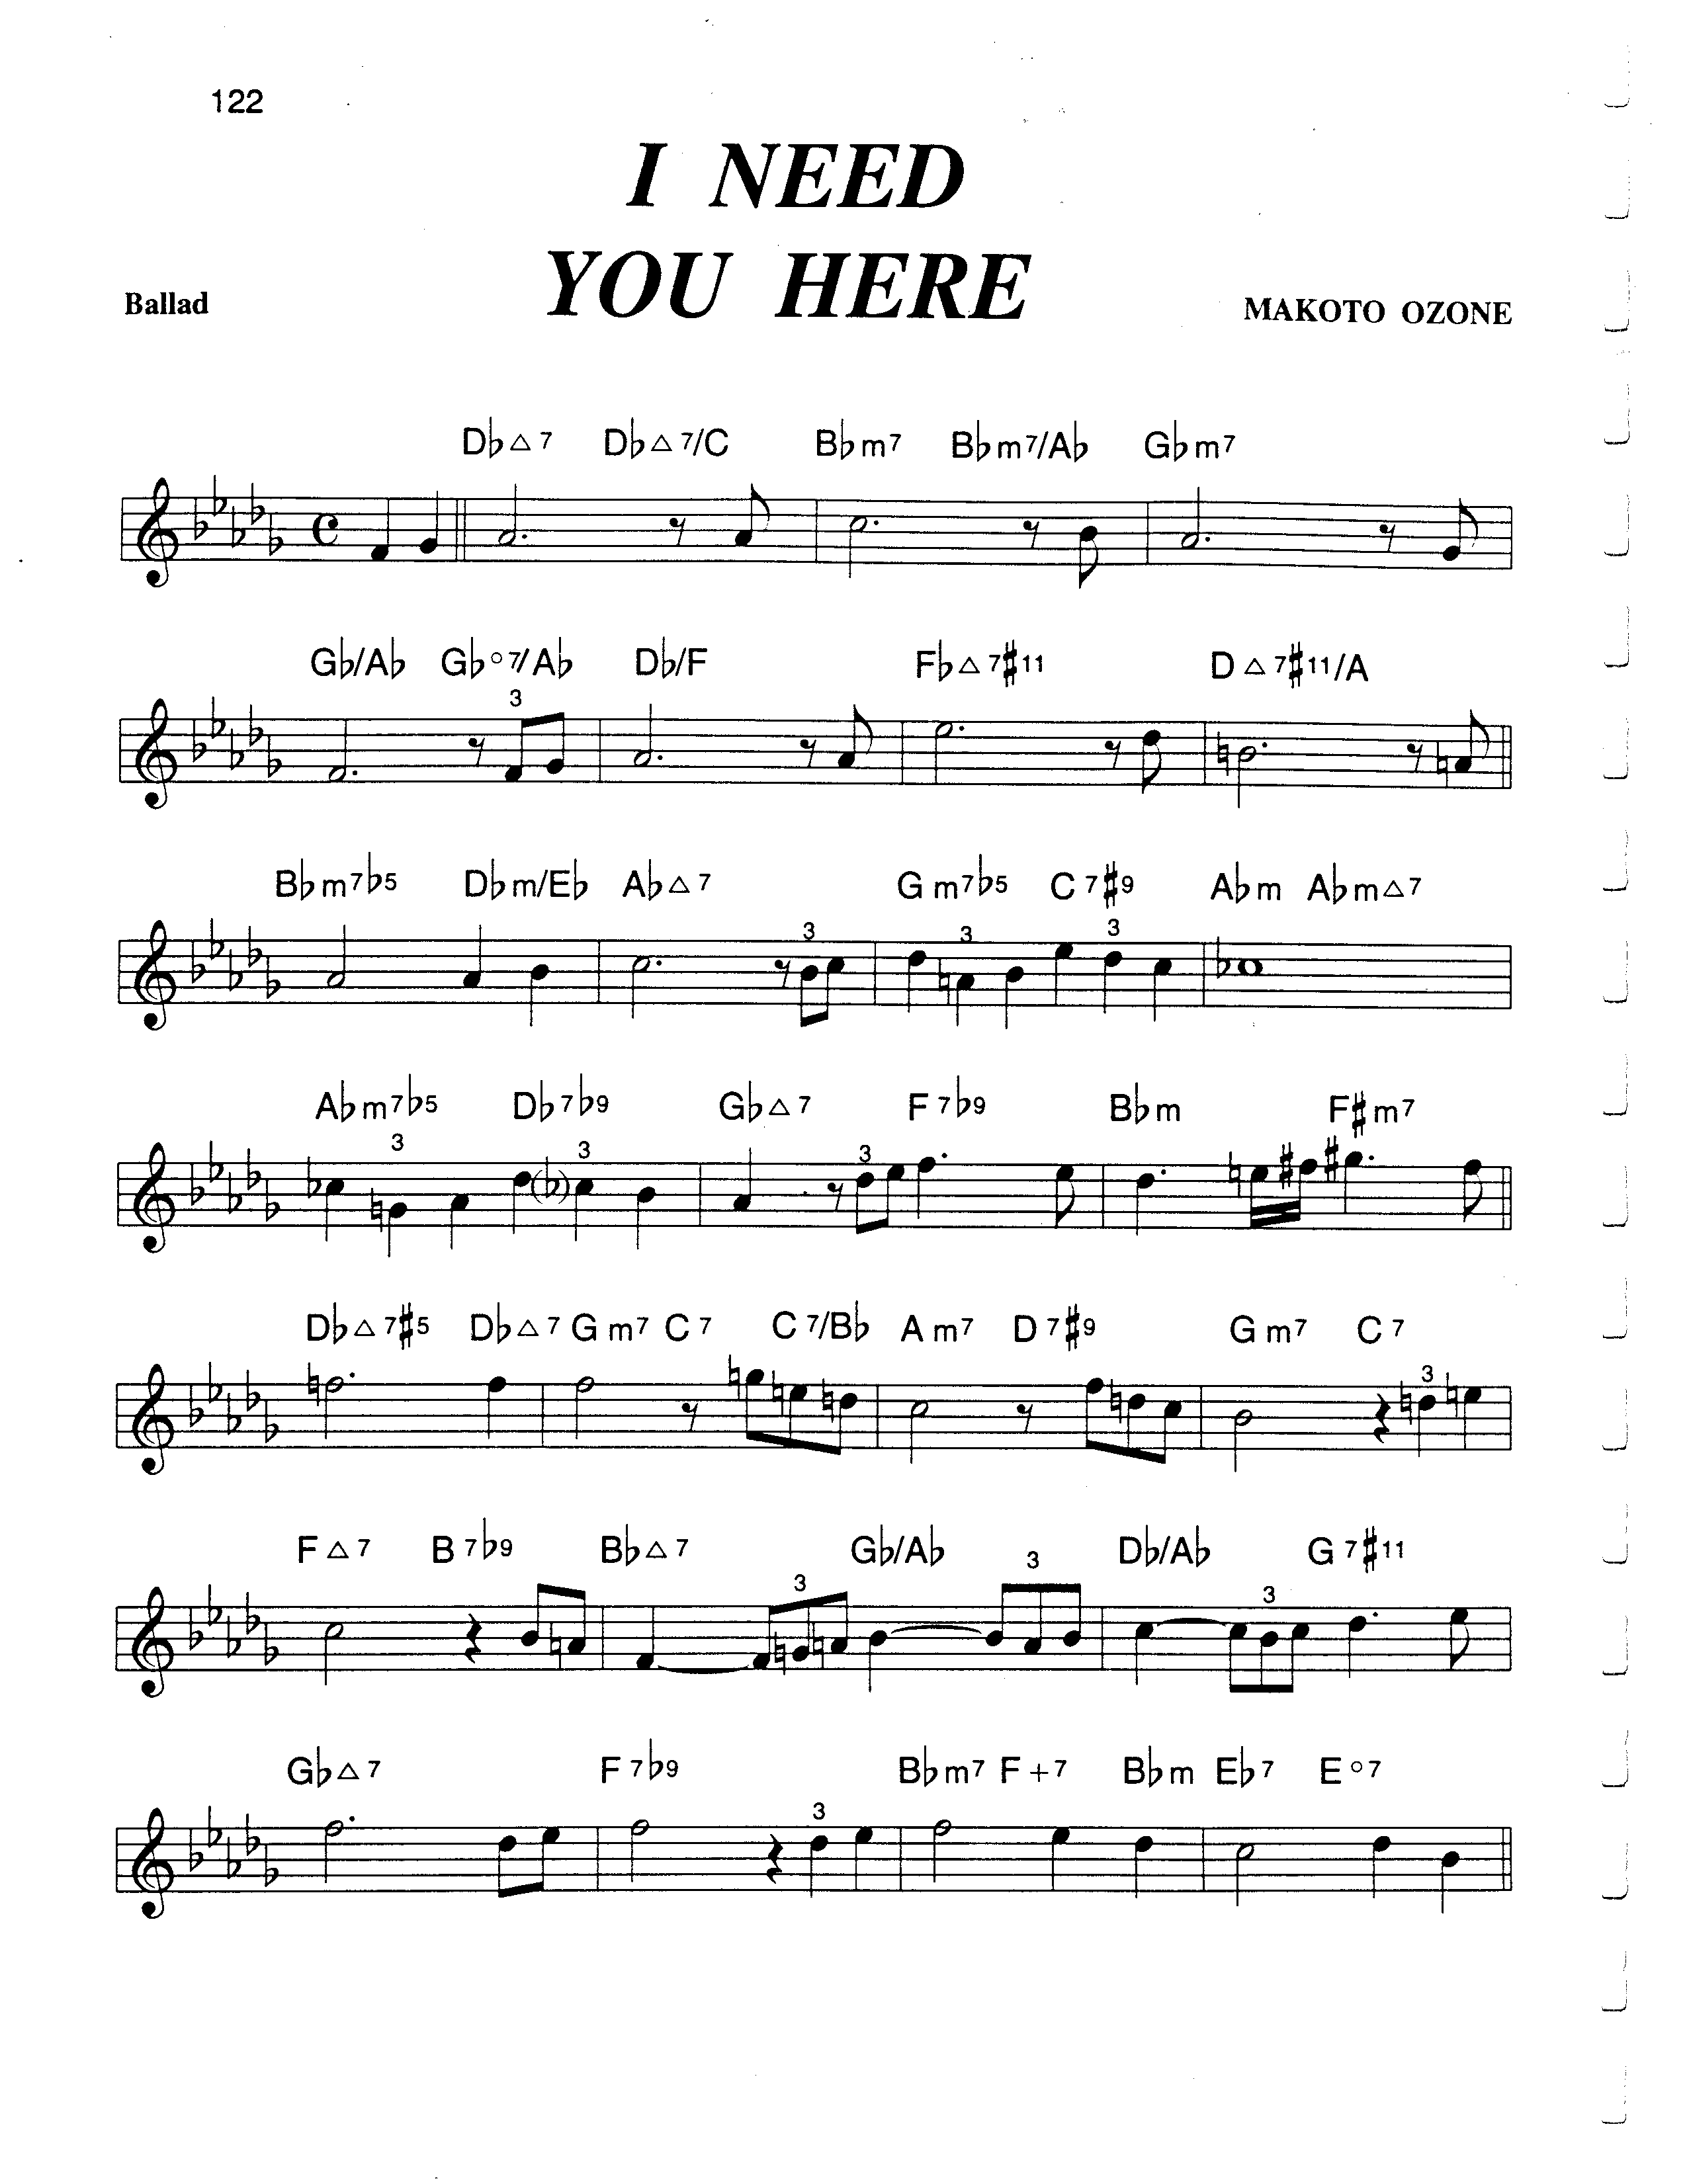 122
I NEED
YOU HERE
Ballad
MAKOTO OZONE
D♭△7 D♭△7/C B♭m7 B♭m7/A♭ G♭m7
G♭/A♭ G♭°7/A♭ D♭/F F♭△7♯11 D△7♯11/A
3
B♭m7♭5 D♭m/E♭ A♭△7 Gm7♭5 C7♯9 A♭m A♭m△7
3 3 3
A♭m7♭5 D♭7♭9 G♭△7 F7♭9 B♭m F♯m7
3 3 3
D♭△7♯5 D♭△7 Gm7 C7 C7/B♭ Am7 D7♯9 Gm7 C7
3
F△7 B7♭9 B♭△7 G♭/A♭ D♭/A♭ G7♯11
3 3 3
G♭△7 F7♭9 B♭m7 F+7 B♭m E♭7 E°7
3